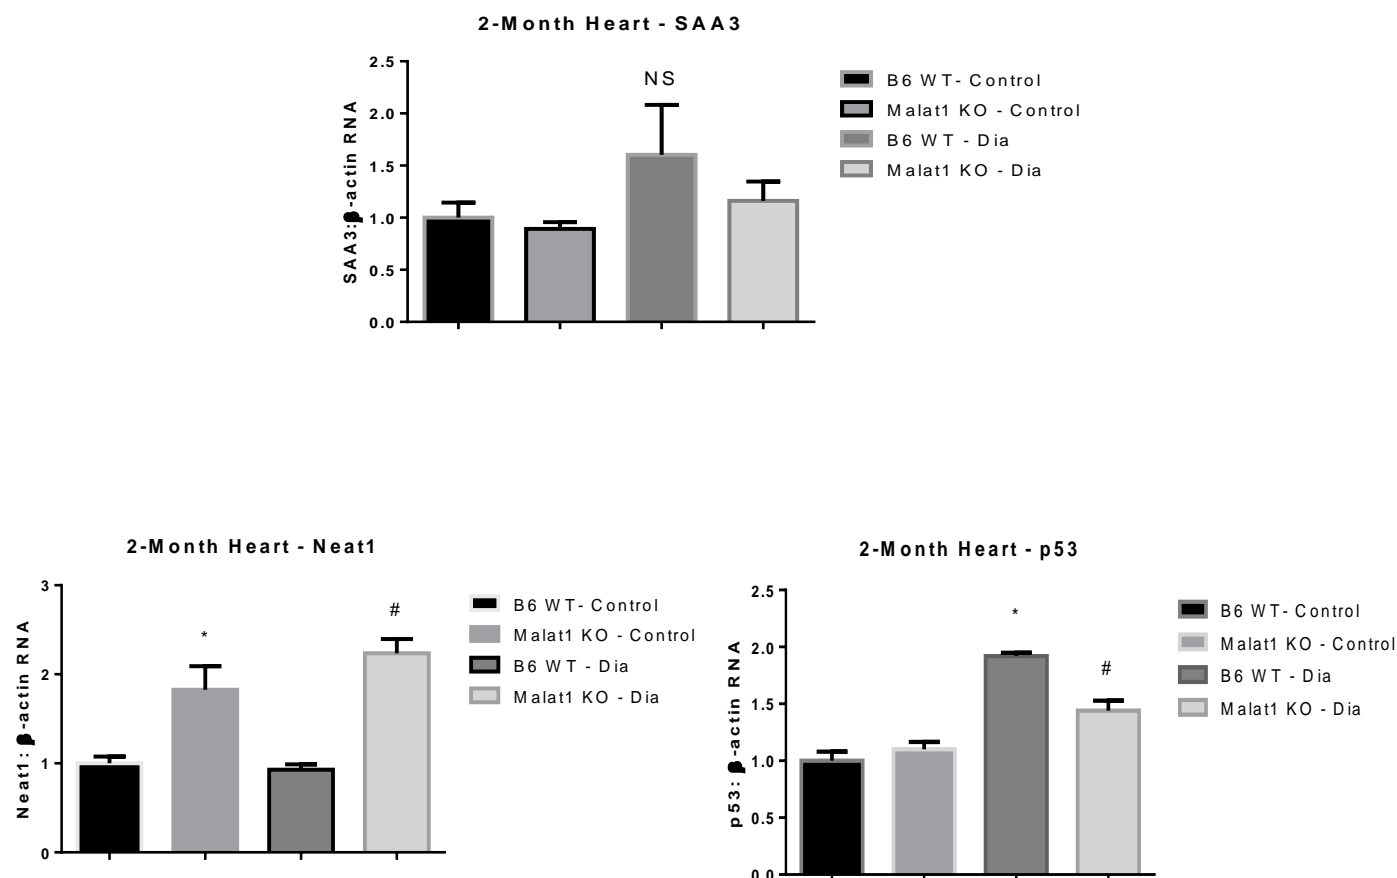 2-Month Heart - SAA3
SAA3:β-actin RNA
2.5
2.0
1.5
1.0
0.5
0.0
NS
B6 WT- Control
Malat1 KO - Control
B6 WT - Dia
Malat1 KO - Dia
2-Month Heart - Neat1
Neat1: β-actin RNA
3
2
1
0
*
#
B6 WT- Control
Malat1 KO - Control
B6 WT - Dia
Malat1 KO - Dia
2-Month Heart - p53
p53: β-actin RNA
2.5
2.0
1.5
1.0
0.5
0.0
*
#
B6 WT- Control
Malat1 KO - Control
B6 WT - Dia
Malat1 KO - Dia